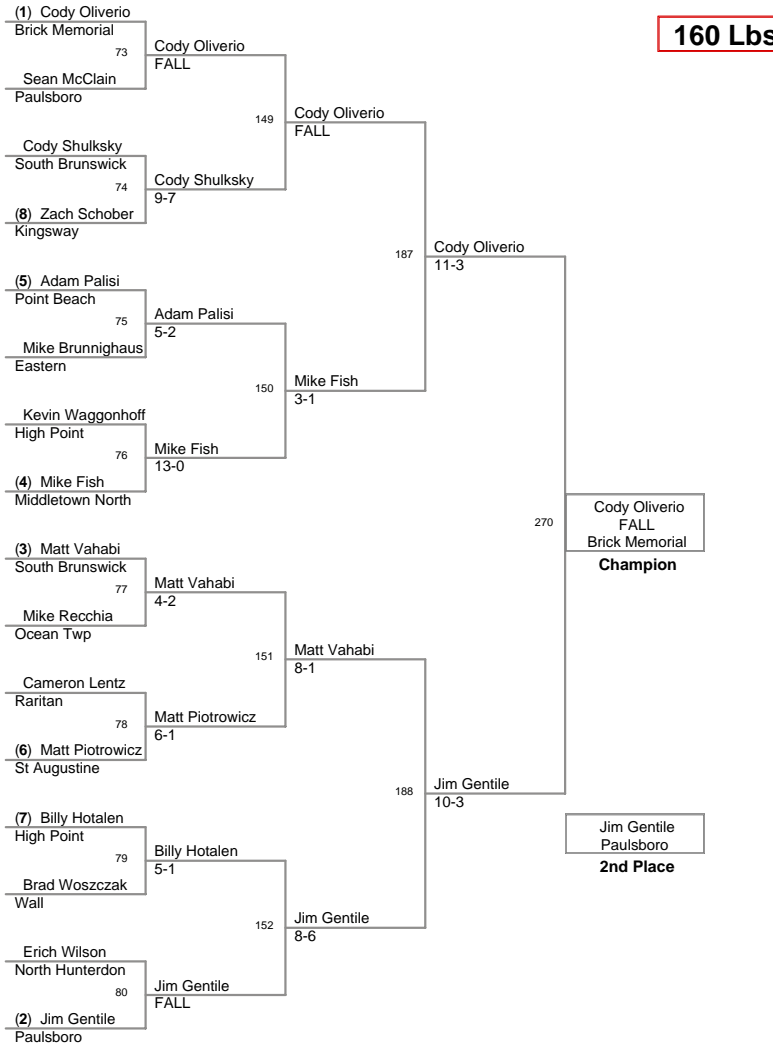 160 Lbs
(1) Cody Oliverio
Brick Memorial
73
Sean McClain
Paulsboro
Cody Shulksky
South Brunswick
74
(8) Zach Schober
Kingsway
(5) Adam Palisi
Point Beach
75
Mike Brunnighaus
Eastern
Kevin Waggonhoff
High Point
76
(4) Mike Fish
Middletown North
(3) Matt Vahabi
South Brunswick
77
Mike Recchia
Ocean Twp
Cameron Lentz
Raritan
78
(6) Matt Piotrowicz
St Augustine
(7) Billy Hotalen
High Point
79
Brad Woszczak
Wall
Erich Wilson
North Hunterdon
80
(2) Jim Gentile
Paulsboro
Cody Oliverio
FALL
149
Cody Shulksky
9-7
Adam Palisi
5-2
150
Mike Fish
13-0
Matt Vahabi
4-2
151
Matt Piotrowicz
6-1
Billy Hotalen
5-1
152
Jim Gentile
FALL
Cody Oliverio
FALL
187
Mike Fish
3-1
Matt Vahabi
8-1
188
Jim Gentile
8-6
Cody Oliverio
11-3
270
Jim Gentile
10-3
Cody Oliverio
FALL
Brick Memorial
Champion
Jim Gentile
Paulsboro
2nd Place